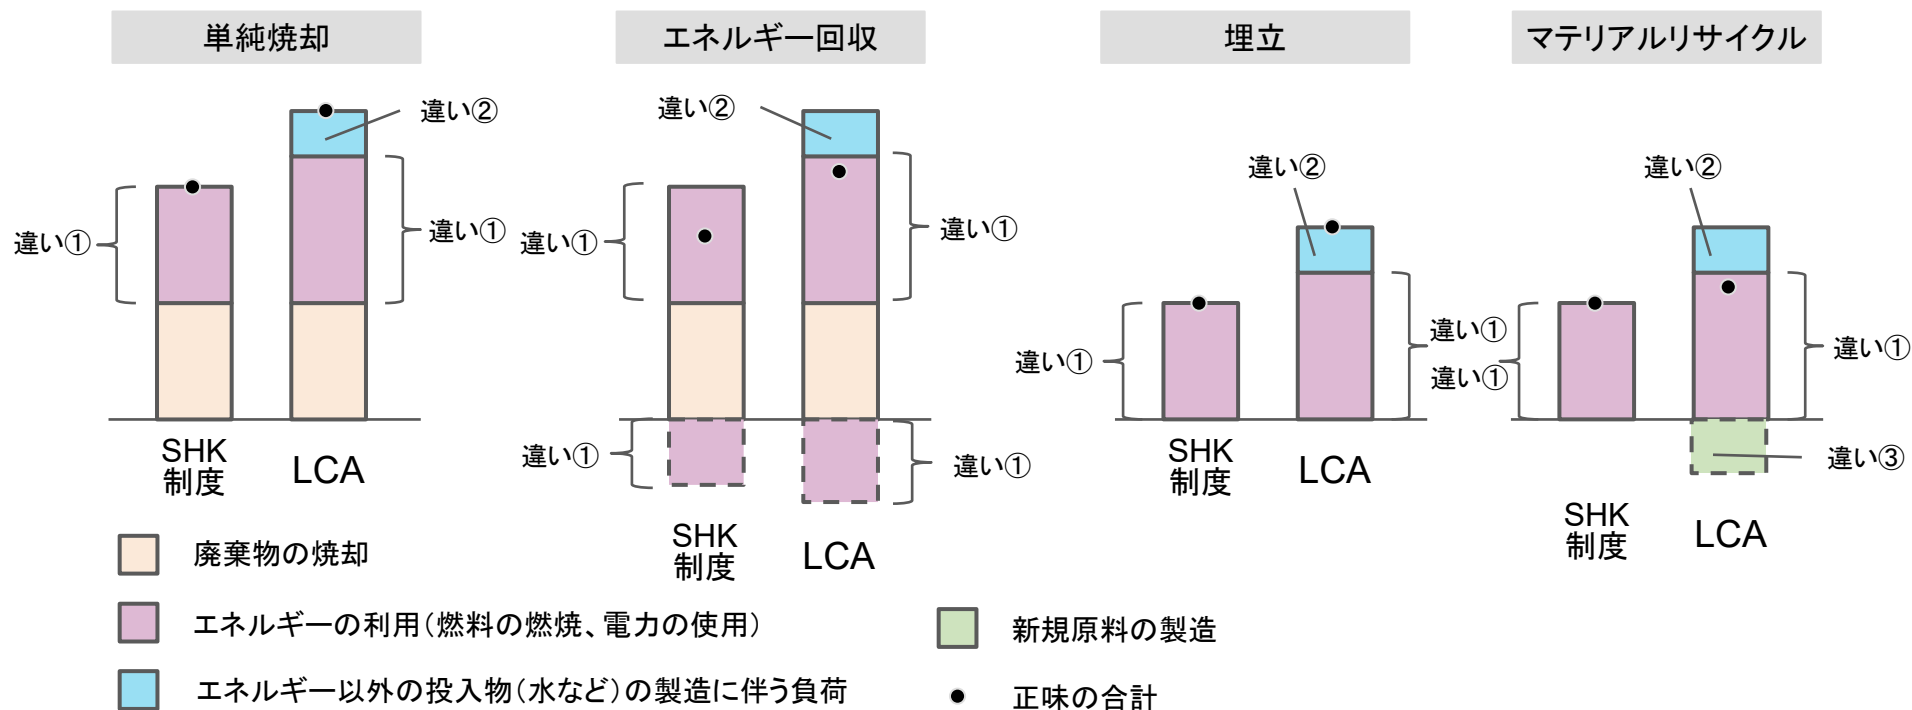 単純焼却
エネルギー回収
埋立
マテリアルリサイクル
違い②
違い①
違い①
SHK
制度
LCA
違い②
違い①
違い①
違い①
違い①
SHK
制度
LCA
違い②
違い①
違い①
SHK
制度
LCA
違い②
違い①
違い①
違い③
SHK
制度
LCA
廃棄物の焼却
エネルギーの利用（燃料の燃焼、電力の使用）
エネルギー以外の投入物（水など）の製造に伴う負荷
新規原料の製造
正味の合計